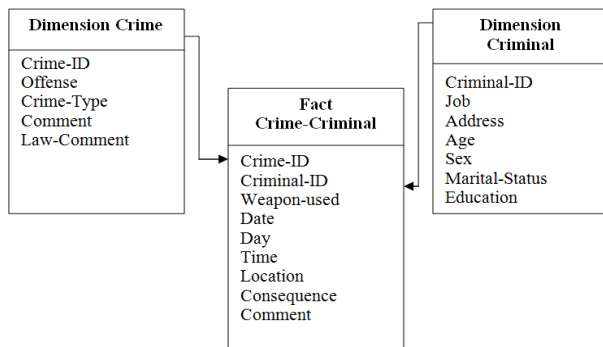 Dimension Crime
Crime-ID
Offense
Crime-Type
Comment
Law-Comment
Fact
Crime-Criminal
Crime-ID
Criminal-ID
Weapon-used
Date
Day
Time
Location
Consequence
Comment
Dimension
Criminal
Criminal-ID
Job
Address
Age
Sex
Marital-Status
Education